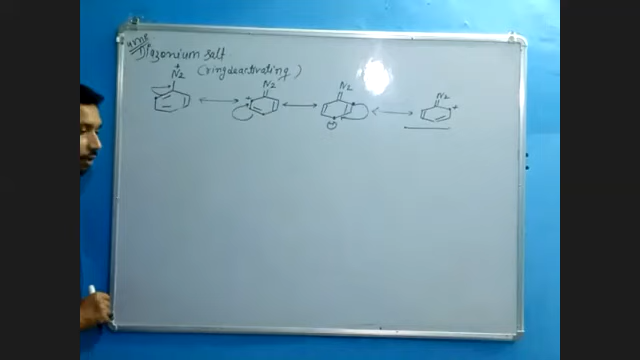 Diazonium salt
(ring deactivating)
+
N2 N2 N2 N2
+ +